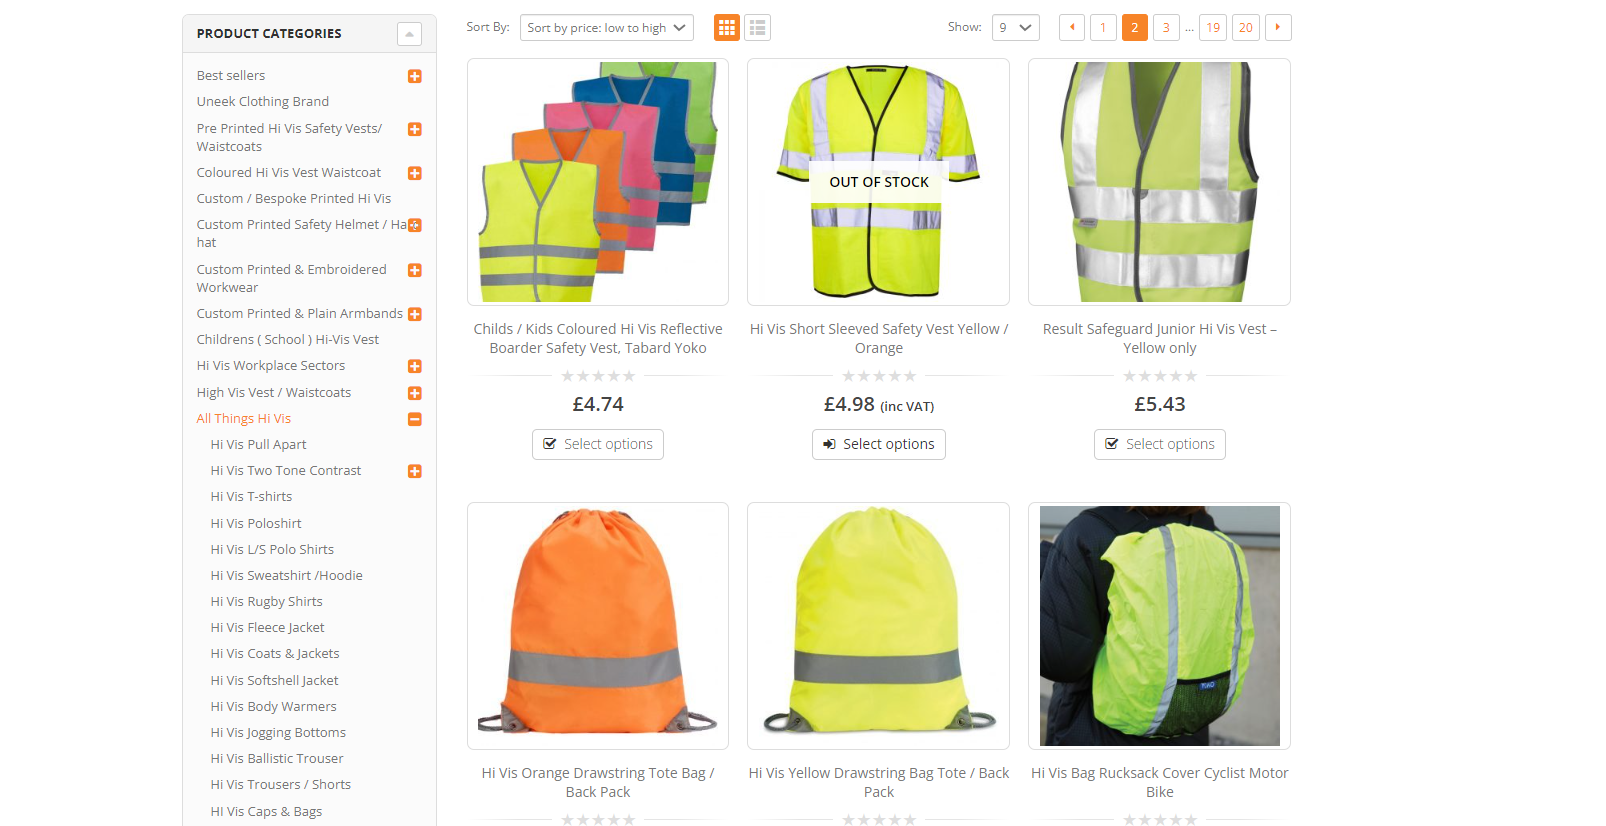 PRODUCT CATEGORIES
Best sellers
Uneek Clothing Brand
Pre Printed Hi Vis Safety Vests/
Waistcoats
Coloured Hi Vis Vest Waistcoat
Custom / Bespoke Printed Hi Vis
Custom Printed Safety Helmet / Ha
hat
Custom Printed & Embroidered
Workwear
Custom Printed & Plain Armbands
Childrens ( School ) Hi-Vis Vest
Hi Vis Workplace Sectors
High Vis Vest / Waistcoats
All Things Hi Vis
Hi Vis Pull Apart
Hi Vis Two Tone Contrast
Hi Vis T-shirts
Hi Vis Poloshirt
Hi Vis L/S Polo Shirts
Hi Vis Sweatshirt /Hoodie
Hi Vis Rugby Shirts
Hi Vis Fleece Jacket
Hi Vis Coats & Jackets
Hi Vis Softshell Jacket
Hi Vis Body Warmers
Hi Vis Jogging Bottoms
Hi Vis Ballistic Trouser
Hi Vis Trousers / Shorts
HI Vis Caps & Bags
Sort By: Sort by price: low to high
Show: 9 1 2 3 ... 19 20
OUT OF STOCK
Childs / Kids Coloured Hi Vis Reflective
Boarder Safety Vest, Tabard Yoko
£4.74
Select options
Hi Vis Short Sleeved Safety Vest Yellow /
Orange
£4.98 (inc VAT)
Select options
Result Safeguard Junior Hi Vis Vest –
Yellow only
£5.43
Select options
Hi Vis Orange Drawstring Tote Bag /
Back Pack
Hi Vis Yellow Drawstring Bag Tote / Back
Pack
Hi Vis Bag Rucksack Cover Cyclist Motor
Bike